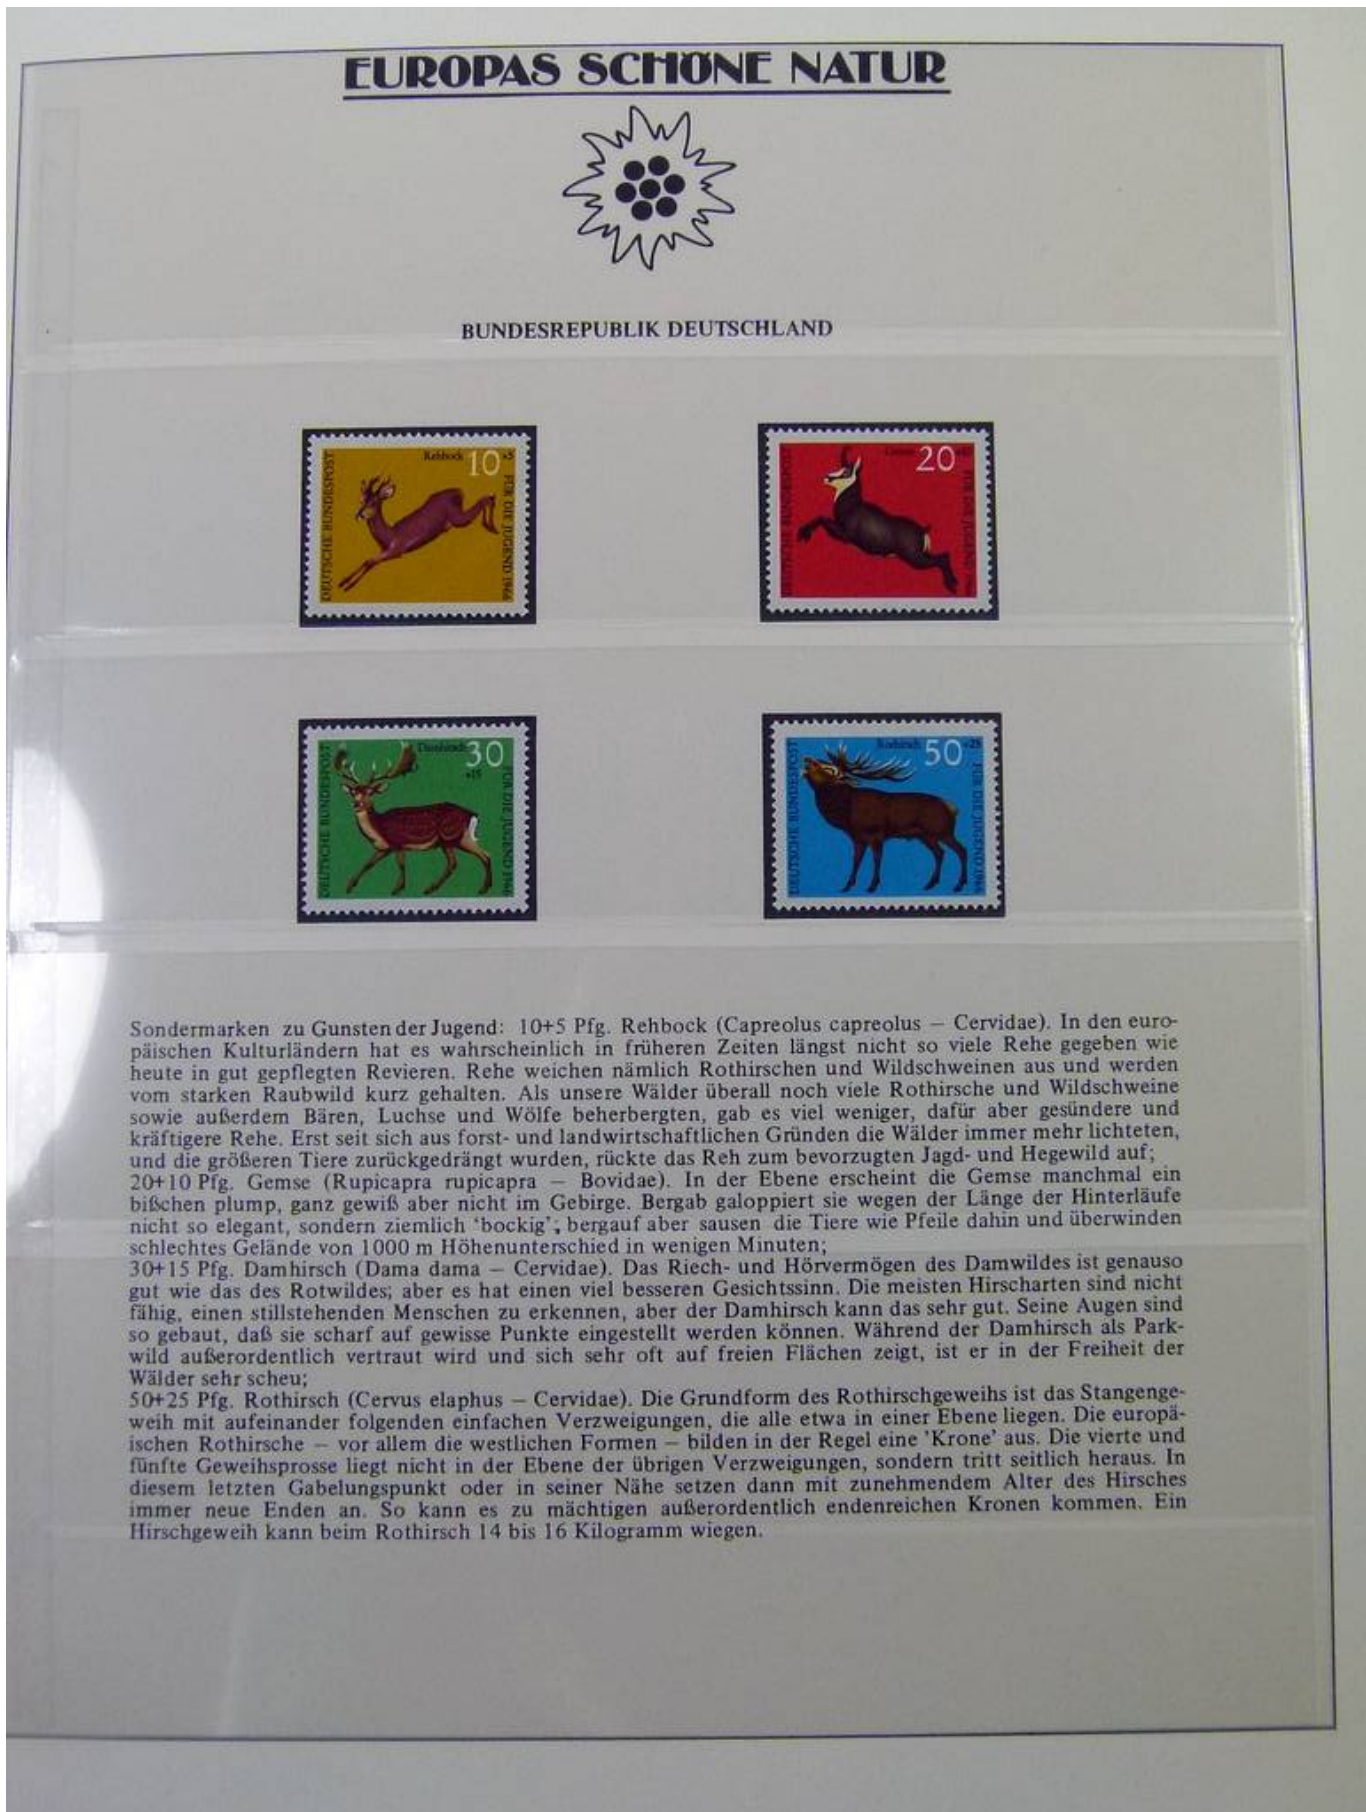 EUROPAS SCHÖNE NATUR
BUNDESREPUBLIK DEUTSCHLAND
DEUTSCHE BUNDESPOST
Rehbock 10 +5
FÜR DIE JUGEND 1966
DEUTSCHE BUNDESPOST
20
FÜR DIE JUGEND 1966
DEUTSCHE BUNDESPOST
Damhirsch 30
+15
FÜR DIE JUGEND 1966
DEUTSCHE BUNDESPOST
Rothirsch 50 +25
FÜR DIE JUGEND 1966
Sondermarken zu Gunsten der Jugend: 10+5 Pfg. Rehbock (Capreolus capreolus – Cervidae). In den euro-
päischen Kulturländern hat es wahrscheinlich in früheren Zeiten längst nicht so viele Rehe gegeben wie
heute in gut gepflegten Revieren. Rehe weichen nämlich Rothirschen und Wildschweinen aus und werden
vom starken Raubwild kurz gehalten. Als unsere Wälder überall noch viele Rothirsche und Wildschweine
sowie außerdem Bären, Luchse und Wölfe beherbergten, gab es viel weniger, dafür aber gesündere und
kräftigere Rehe. Erst seit sich aus forst- und landwirtschaftlichen Gründen die Wälder immer mehr lichteten,
und die größeren Tiere zurückgedrängt wurden, rückte das Reh zum bevorzugten Jagd- und Hegewild auf;
20+10 Pfg. Gemse (Rupicapra rupicapra – Bovidae). In der Ebene erscheint die Gemse manchmal ein
bißchen plump, ganz gewiß aber nicht im Gebirge. Bergab galoppiert sie wegen der Länge der Hinterläufe
nicht so elegant, sondern ziemlich 'bockig'; bergauf aber sausen die Tiere wie Pfeile dahin und überwinden
schlechtes Gelände von 1000 m Höhenunterschied in wenigen Minuten;
30+15 Pfg. Damhirsch (Dama dama – Cervidae). Das Riech- und Hörvermögen des Damwildes ist genauso
gut wie das des Rotwildes; aber es hat einen viel besseren Gesichtssinn. Die meisten Hirscharten sind nicht
fähig, einen stillstehenden Menschen zu erkennen, aber der Damhirsch kann das sehr gut. Seine Augen sind
so gebaut, daß sie scharf auf gewisse Punkte eingestellt werden können. Während der Damhirsch als Park-
wild außerordentlich vertraut wird und sich sehr oft auf freien Flächen zeigt, ist er in der Freiheit der
Wälder sehr scheu;
50+25 Pfg. Rothirsch (Cervus elaphus – Cervidae). Die Grundform des Rothirschgeweihs ist das Stangenge-
weih mit aufeinander folgenden einfachen Verzweigungen, die alle etwa in einer Ebene liegen. Die europä-
ischen Rothirsche – vor allem die westlichen Formen – bilden in der Regel eine 'Krone' aus. Die vierte und
fünfte Geweihsprosse liegt nicht in der Ebene der übrigen Verzweigungen, sondern tritt seitlich heraus. In
diesem letzten Gabelungspunkt oder in seiner Nähe setzen dann mit zunehmendem Alter des Hirsches
immer neue Enden an. So kann es zu mächtigen außerordentlich endenreichen Kronen kommen. Ein
Hirschgeweih kann beim Rothirsch 14 bis 16 Kilogramm wiegen.